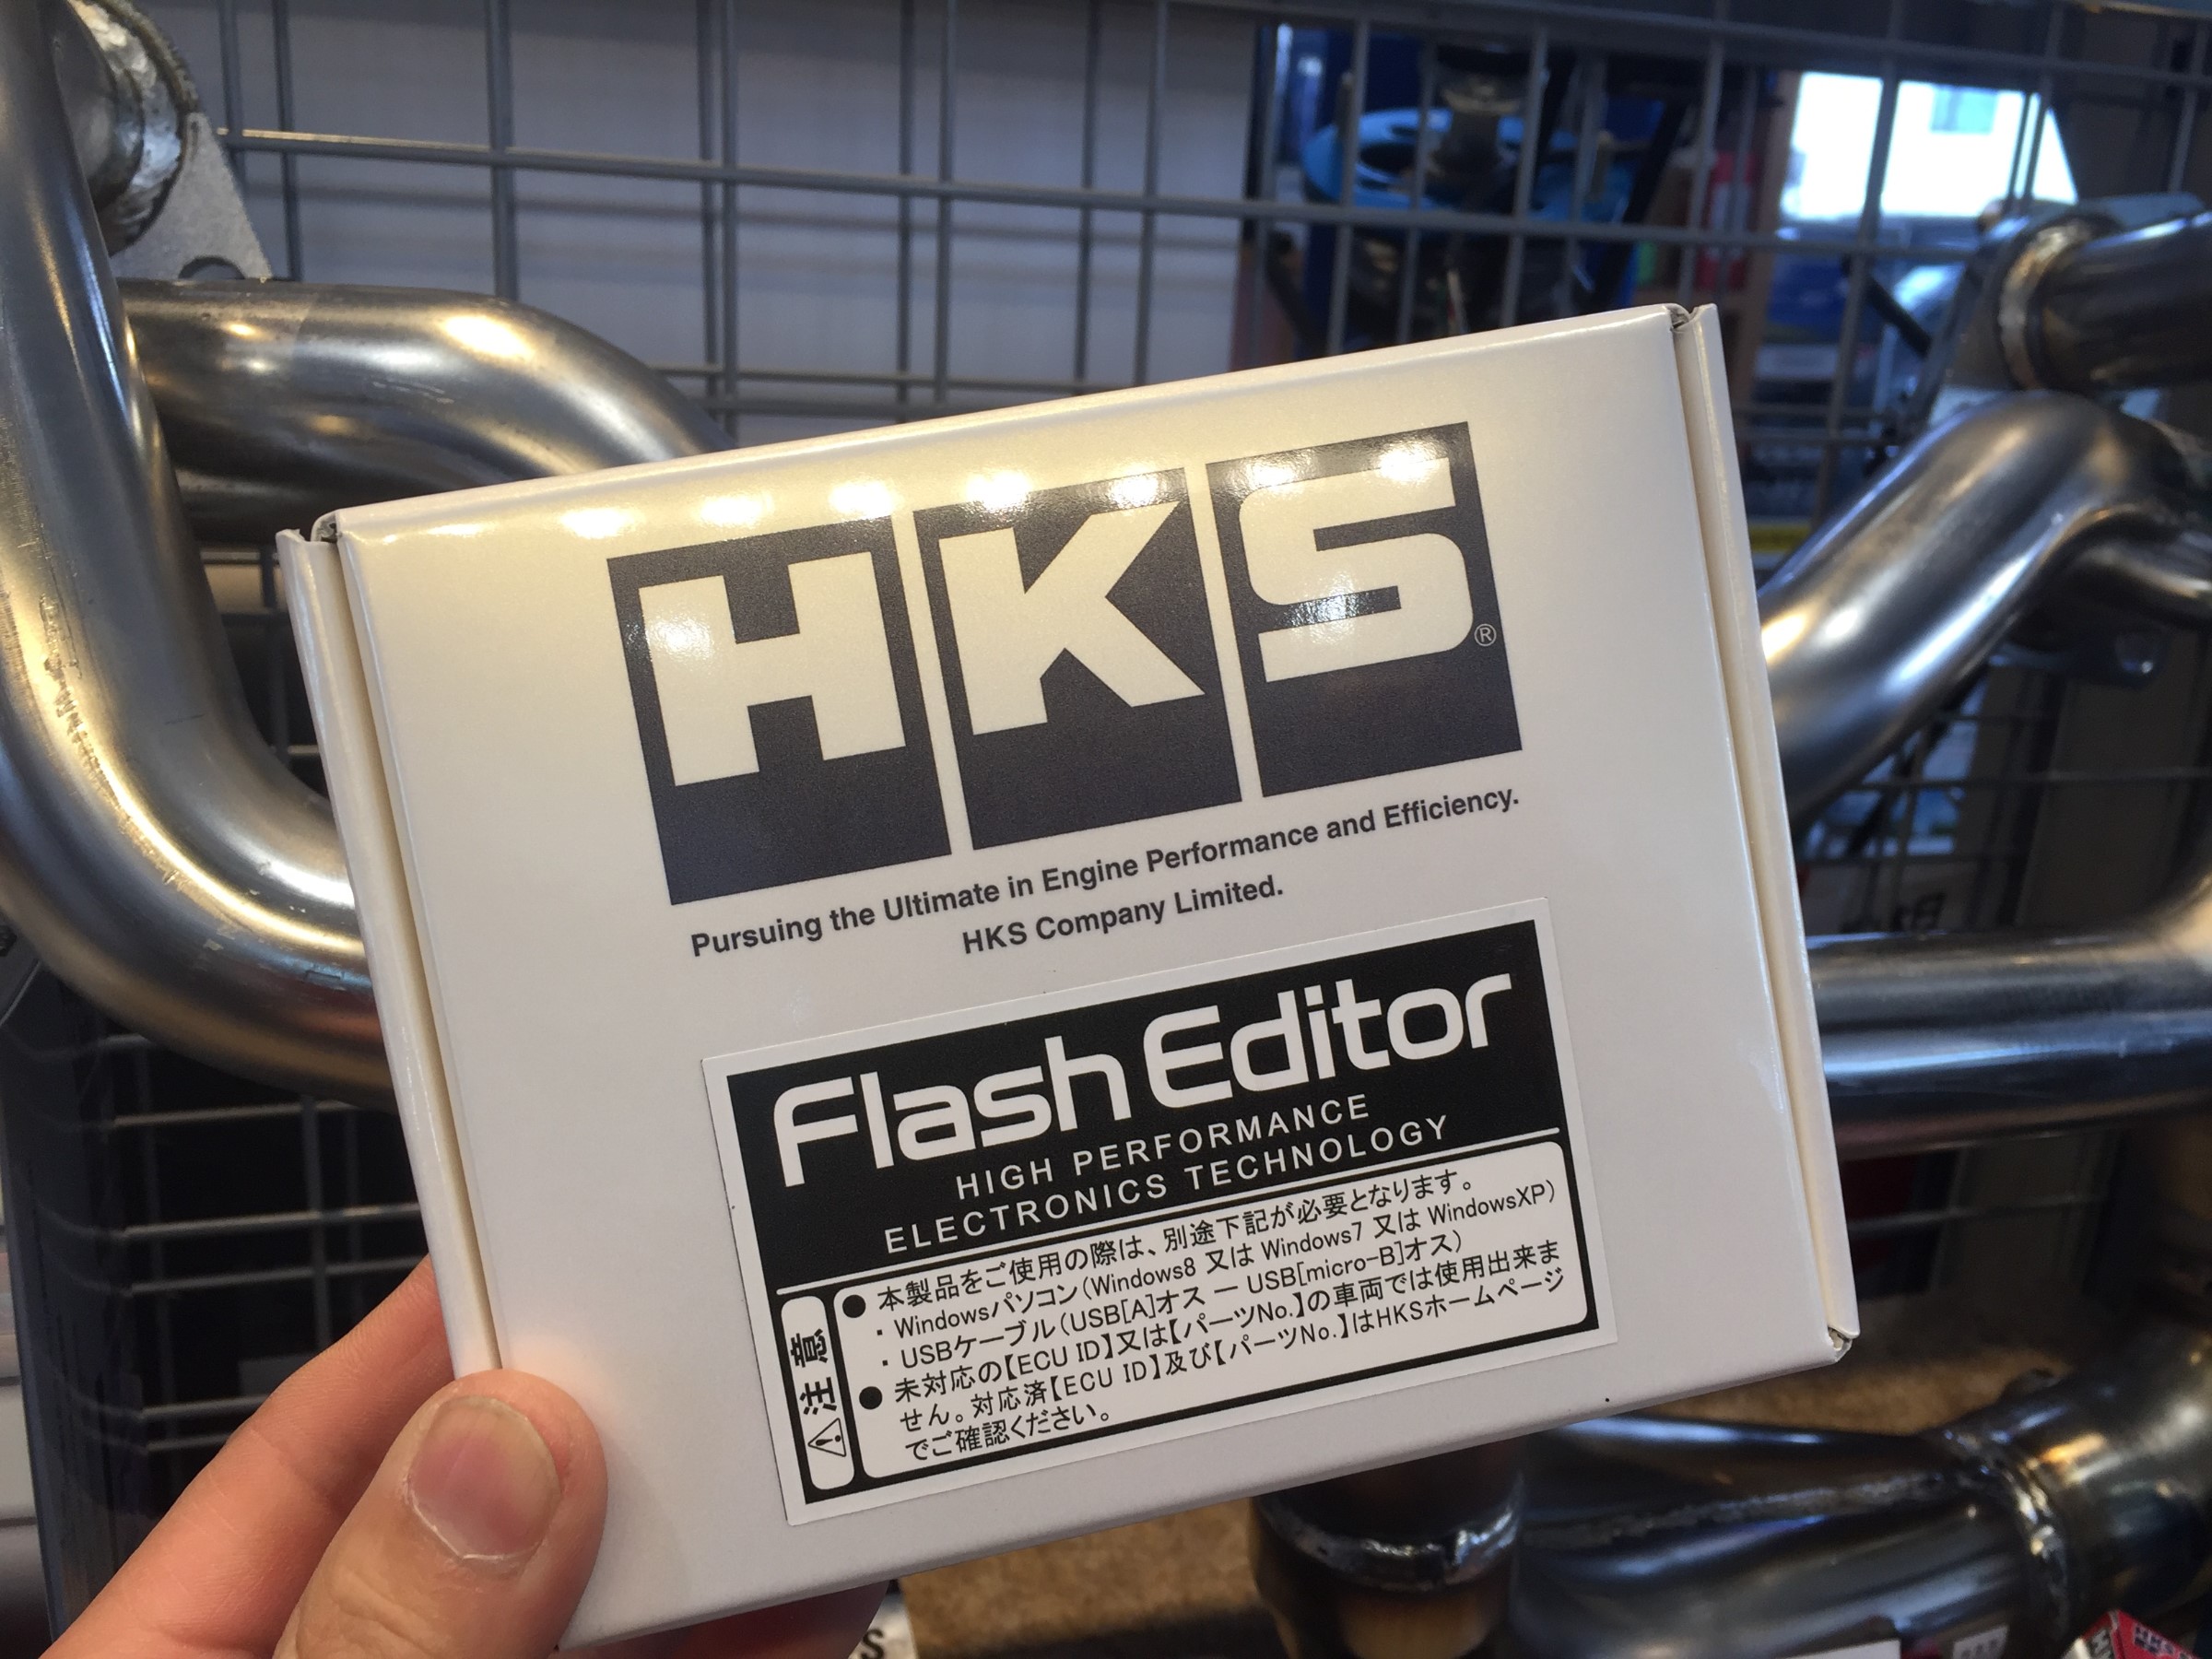 HKS®
Pursuing the Ultimate in Engine Performance and Efficiency.
HKS Company Limited.
Flash Editor
HIGH PERFORMANCE
ELECTRONICS TECHNOLOGY
⚠注意
● 本製品をご使用の際は、別途下記が必要となります。
・Windowsパソコン（Windows8 又は Windows7 又は WindowsXP）
・USBケーブル（USB[A]オス ー USB[micro-B]オス）
● 未対応の【ECU ID】又は【パーツNo.】の車両では使用出来ま
せん。対応済【ECU ID】及び【パーツNo.】はHKSホームページ
でご確認ください。